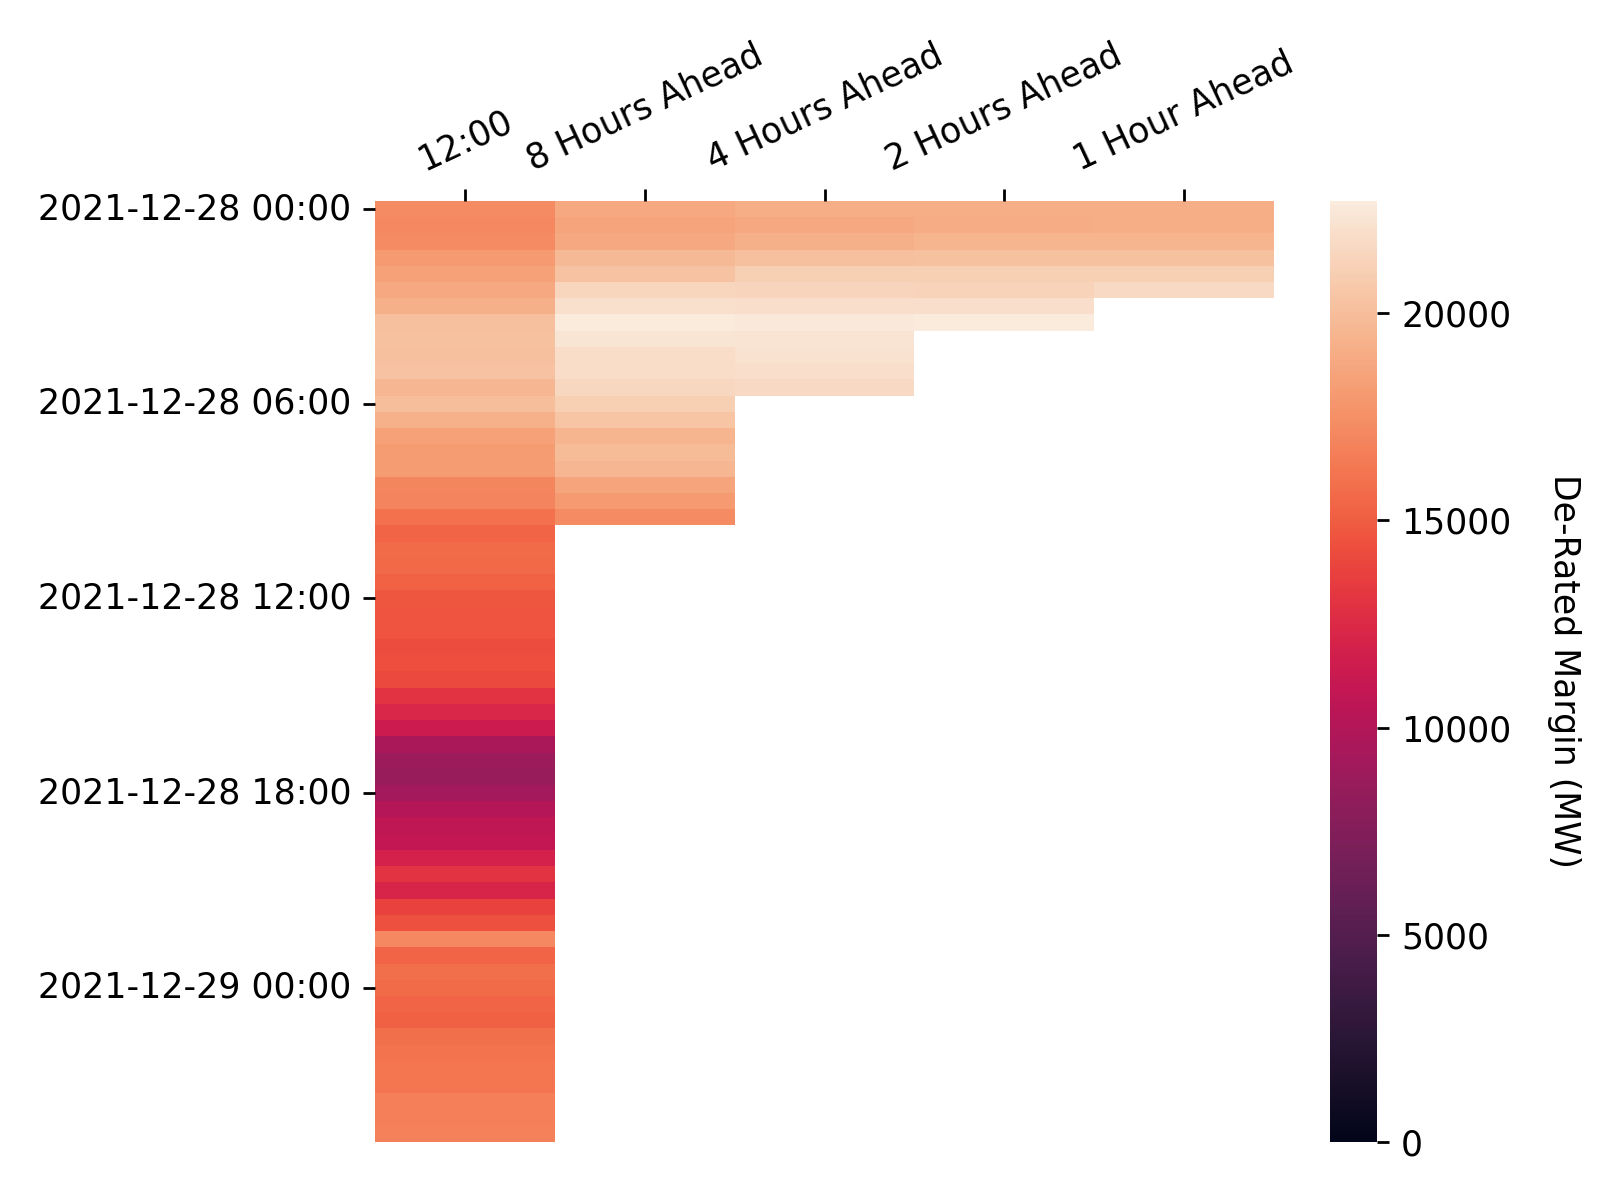 12:00
8 Hours Ahead
4 Hours Ahead
2 Hours Ahead
1 Hour Ahead
2021-12-28 00:00
2021-12-28 06:00
2021-12-28 12:00
2021-12-28 18:00
2021-12-29 00:00
20000
15000
10000
5000
0
De-Rated Margin (MW)